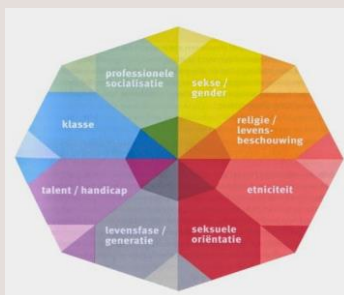 professionele
socialisatie
sekse /
gender
religie /
levens-
beschouwing
etniciteit
seksuele
oriëntatie
levensfase /
generatie
talent / handicap
klasse